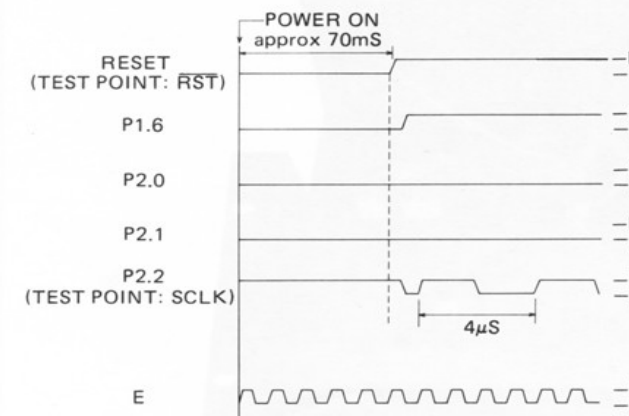 POWER ON
approx 70mS
RESET
(TEST POINT: RST)
P1.6
P2.0
P2.1
P2.2
(TEST POINT: SCLK)
4µS
E